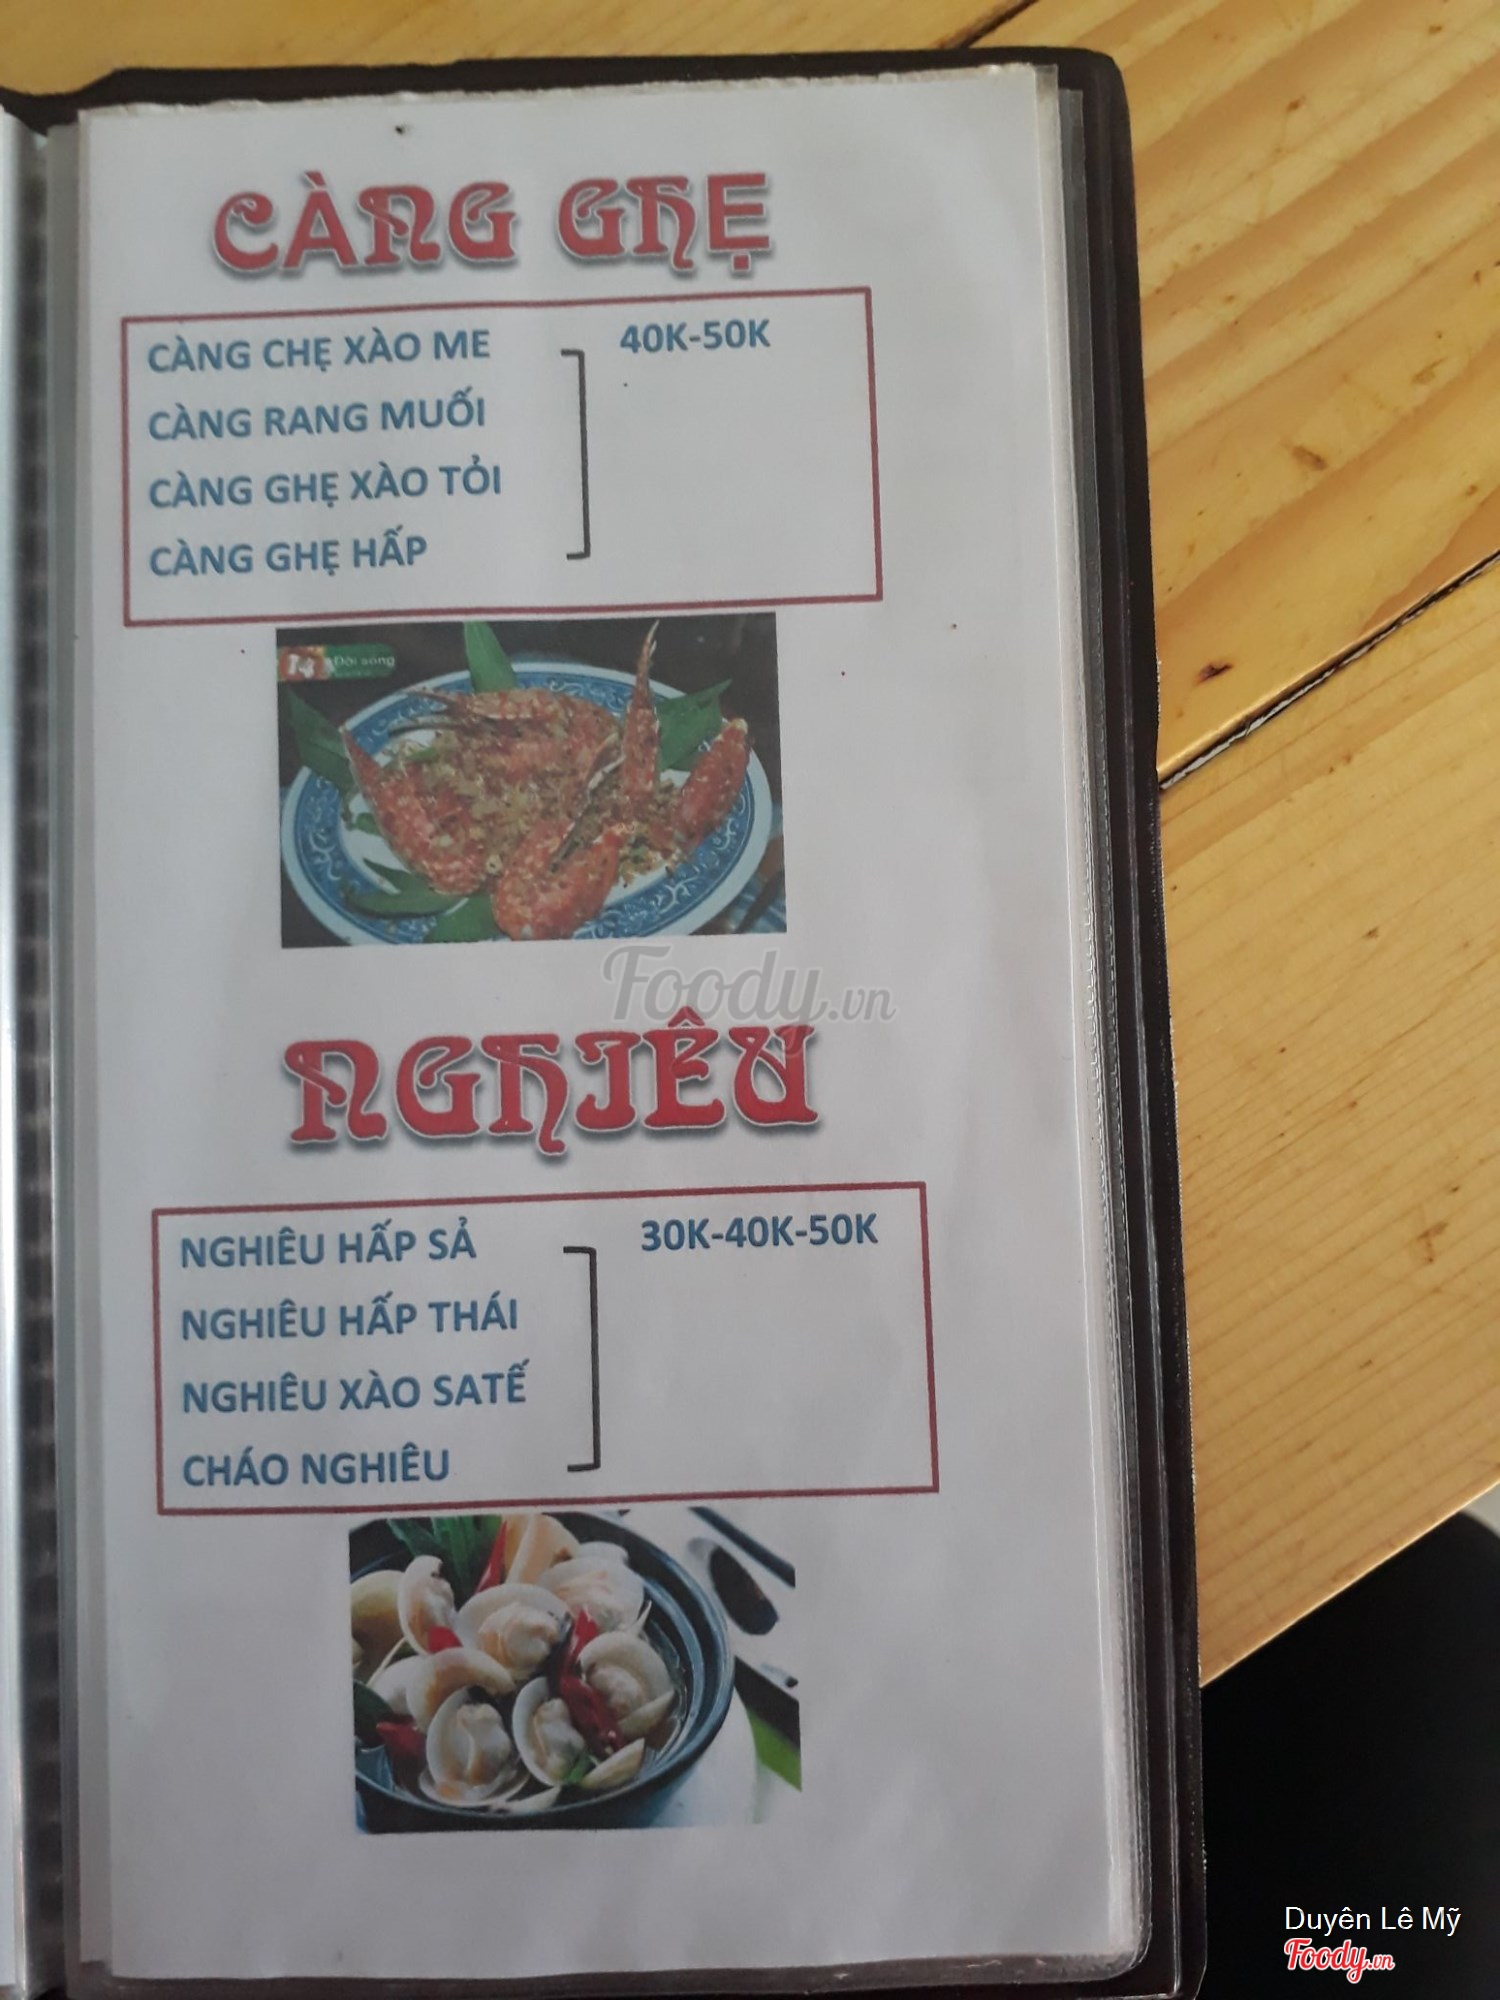 CÀNG GHẸ
CÀNG CHẸ XÀO ME 40K-50K
CÀNG RANG MUỐI
CÀNG GHẸ XÀO TỎI
CÀNG GHẸ HẤP
14 Đời sống
Foody.vn
NGHIÊU
NGHIÊU HẤP SẢ 30K-40K-50K
NGHIÊU HẤP THÁI
NGHIÊU XÀO SATẾ
CHÁO NGHIÊU
Duyên Lê Mỹ
Foody.vn